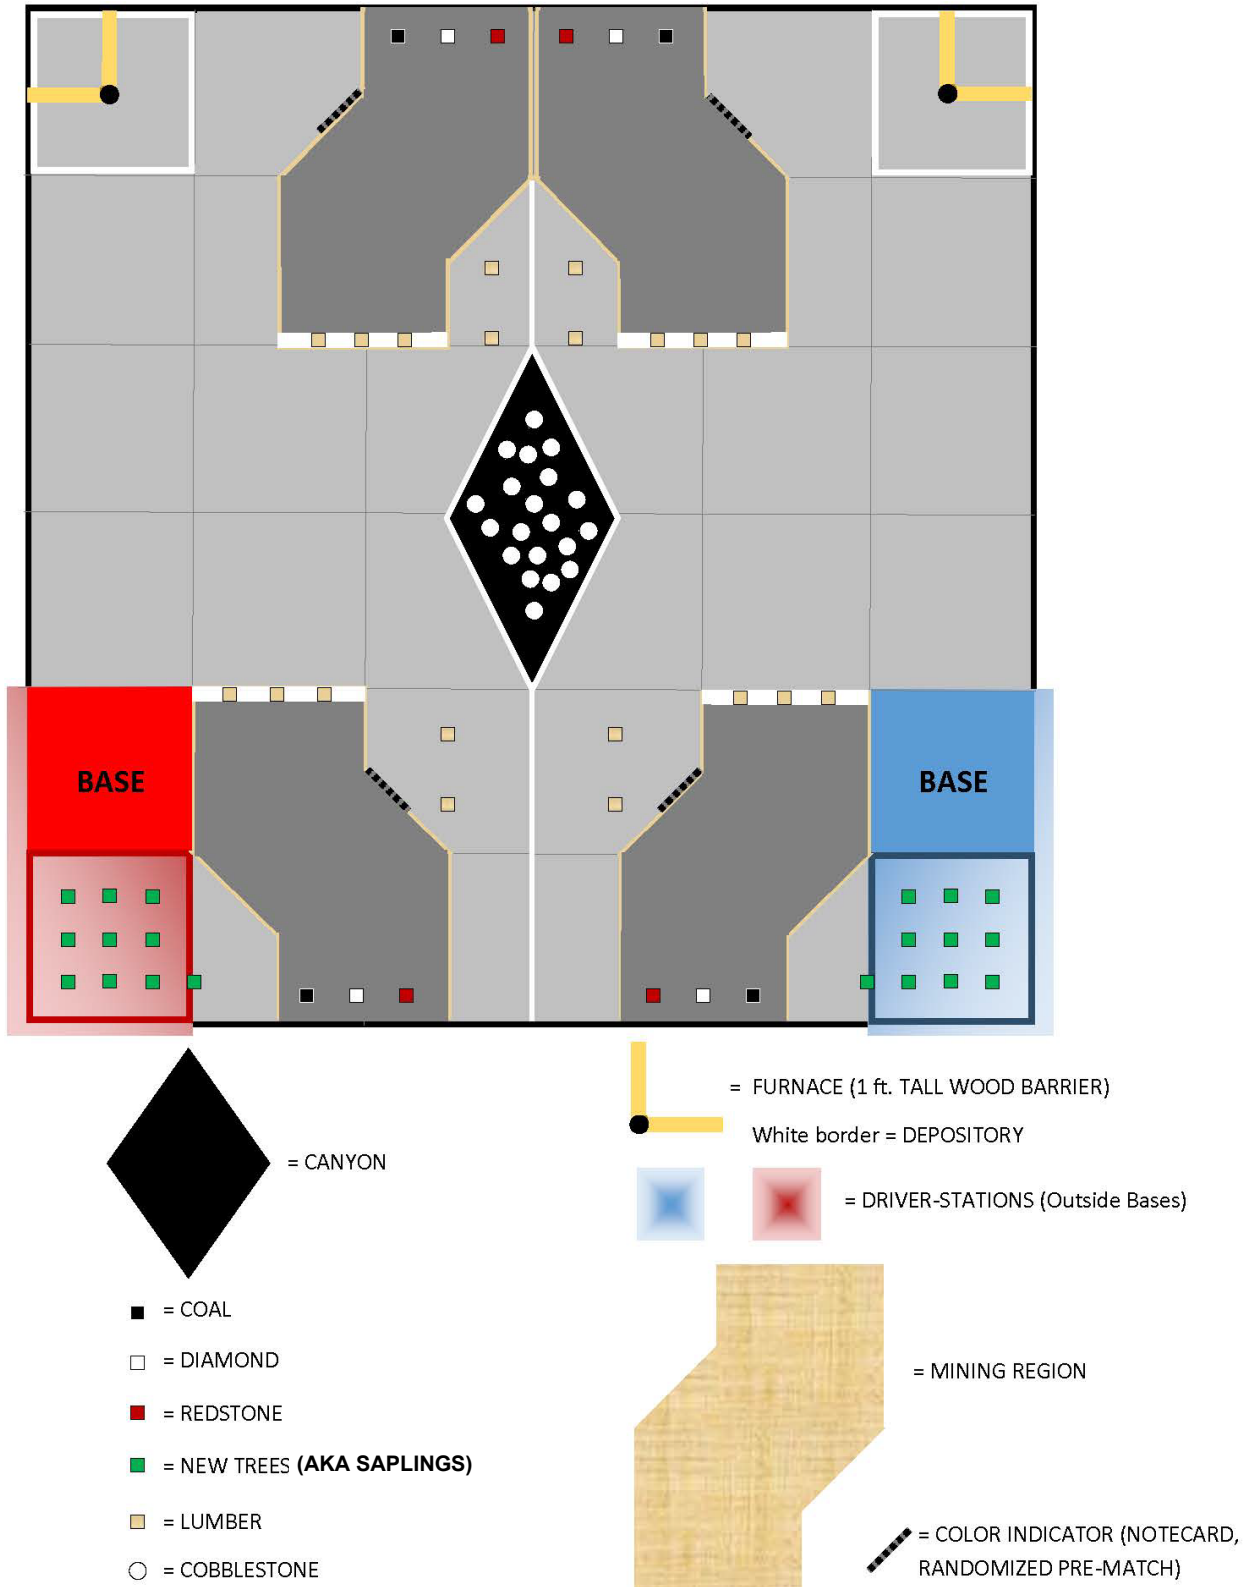 BASE
BASE
= FURNACE (1 ft. TALL WOOD BARRIER)
White border = DEPOSITORY
= CANYON
= DRIVER-STATIONS (Outside Bases)
= COAL
= DIAMOND
= MINING REGION
= REDSTONE
= NEW TREES (AKA SAPLINGS)
= LUMBER
= COLOR INDICATOR (NOTECARD,
RANDOMIZED PRE-MATCH)
= COBBLESTONE